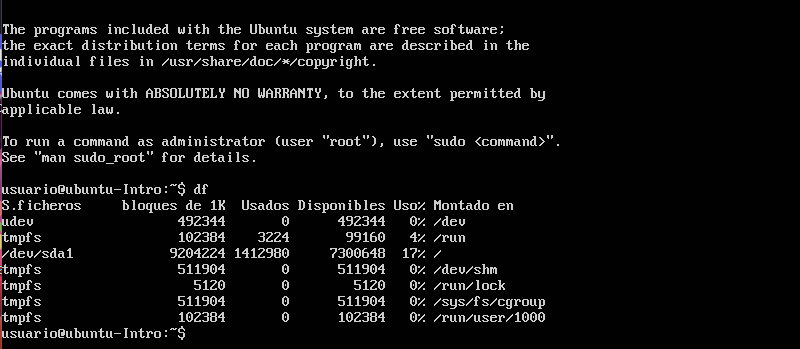 The programs included with the Ubuntu system are free software;
the exact distribution terms for each program are described in the
individual files in /usr/share/doc/*/copyright.
Ubuntu comes with ABSOLUTELY NO WARRANTY, to the extent permitted by
applicable law.
To run a command as administrator (user "root"), use "sudo <command>".
See "man sudo_root" for details.
usuario@ubuntu-Intro:~$ df
S.ficheros     bloques de 1K  Usados Disponibles Uso% Montado en
udev                  492344       0      492344   0% /dev
tmpfs                 102384    3224       99160   4% /run
/dev/sda1            9204224 1412980     7300648  17% /
tmpfs                 511904       0      511904   0% /dev/shm
tmpfs                   5120       0        5120   0% /run/lock
tmpfs                 511904       0      511904   0% /sys/fs/cgroup
tmpfs                 102384       0      102384   0% /run/user/1000
usuario@ubuntu-Intro:~$